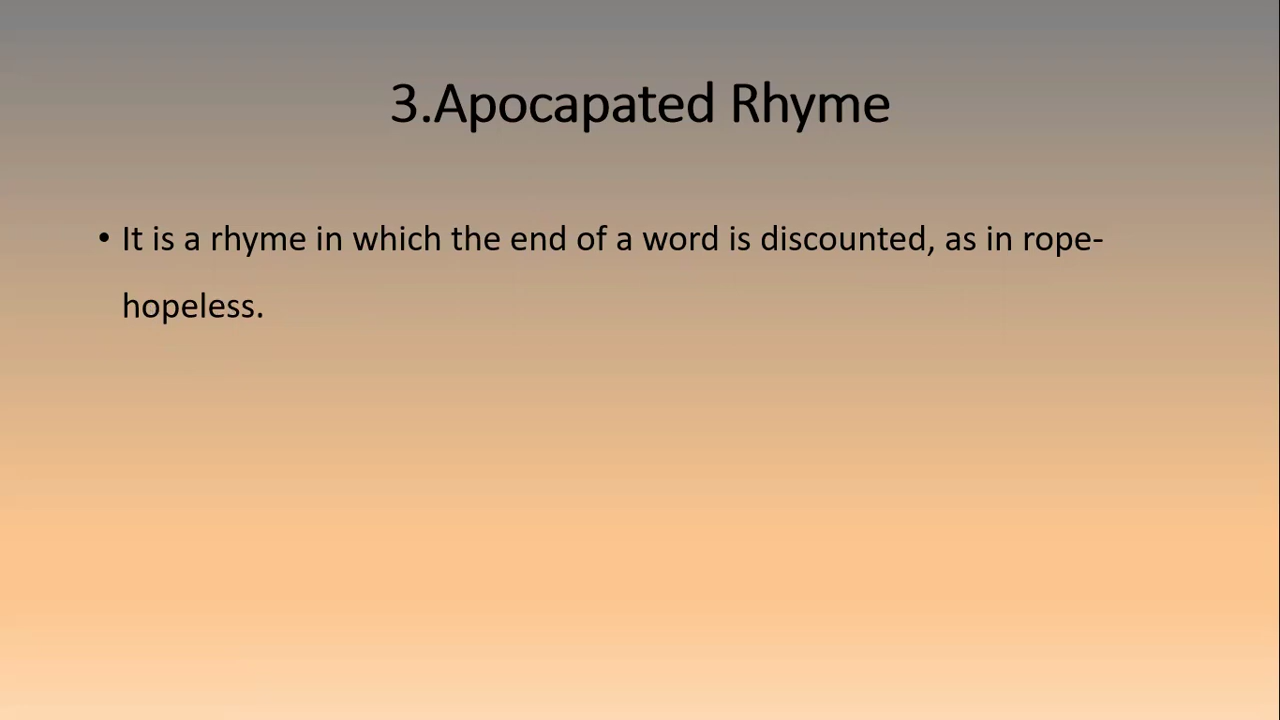 3.Apocapated Rhyme
• It is a rhyme in which the end of a word is discounted, as in rope-
hopeless.